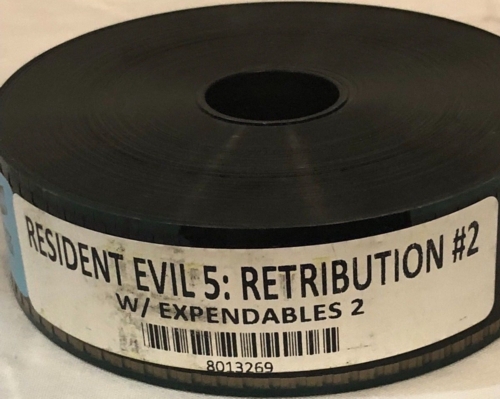 RESIDENT EVIL 5: RETRIBUTION #2
W/ EXPENDABLES 2
8013269